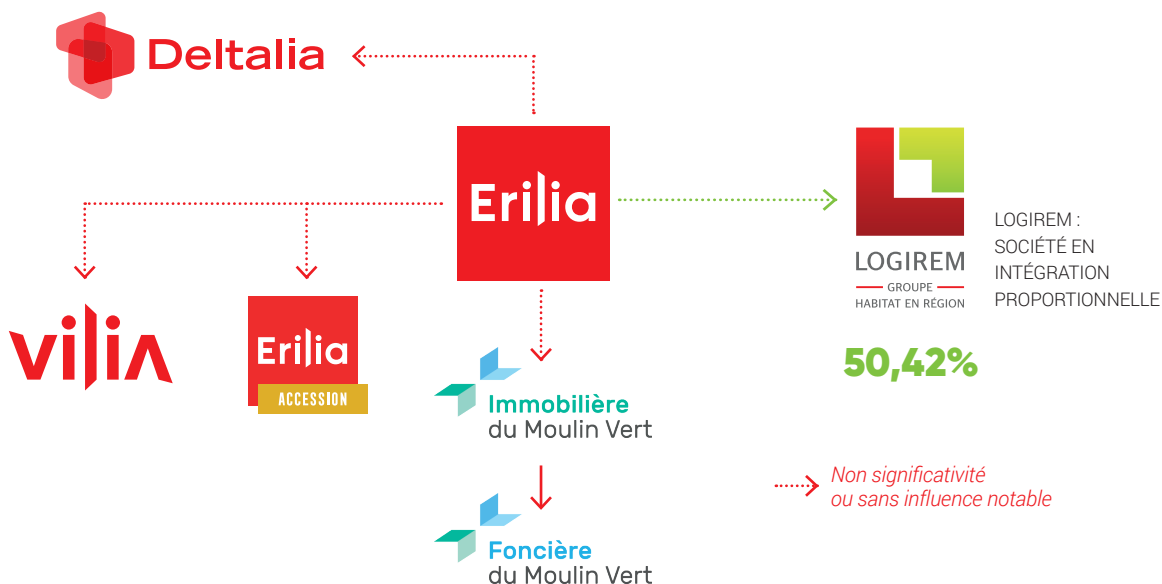 Deltalia
Erilia
LOGIREM
GROUPE
HABITAT EN RÉGION
LOGIREM :
SOCIÉTÉ EN
INTÉGRATION
PROPORTIONNELLE
50,42%
vilia
Erilia
ACCESSION
Immobilière
du Moulin Vert
Non significativité
ou sans influence notable
Foncière
du Moulin Vert